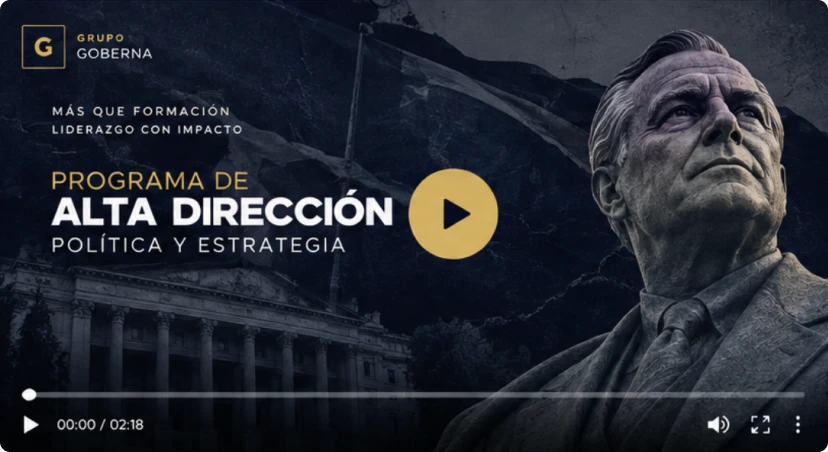 G
GRUPO
GOBERNA
MÁS QUE FORMACIÓN
LIDERAZGO CON IMPACTO
PROGRAMA DE
ALTA DIRECCIÓN
POLÍTICA Y ESTRATEGIA
00:00 / 02:18